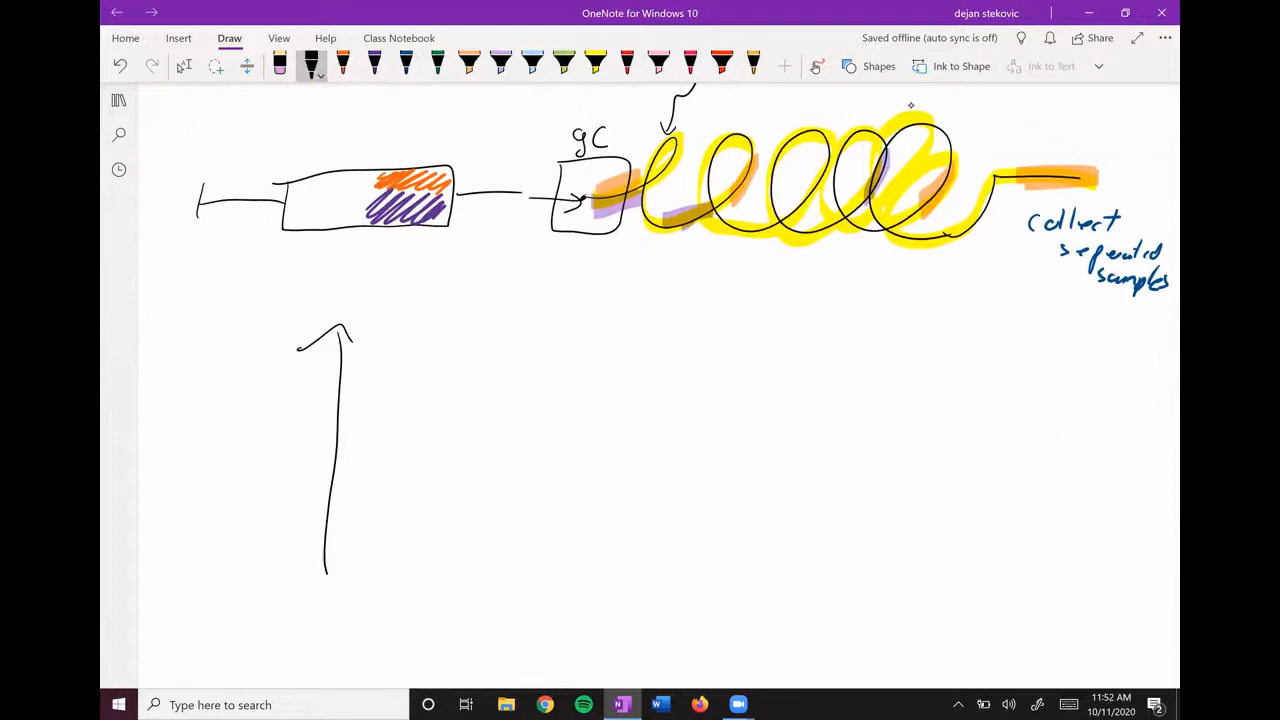 OneNote for Windows 10
dejan stekovic
Home Insert Draw View Help Class Notebook
Saved offline (auto sync is off)
Share
Shapes
Ink to Shape
Ink to Text
gC
collect
separated
samples
Type here to search
11:52 AM
10/11/2020
2